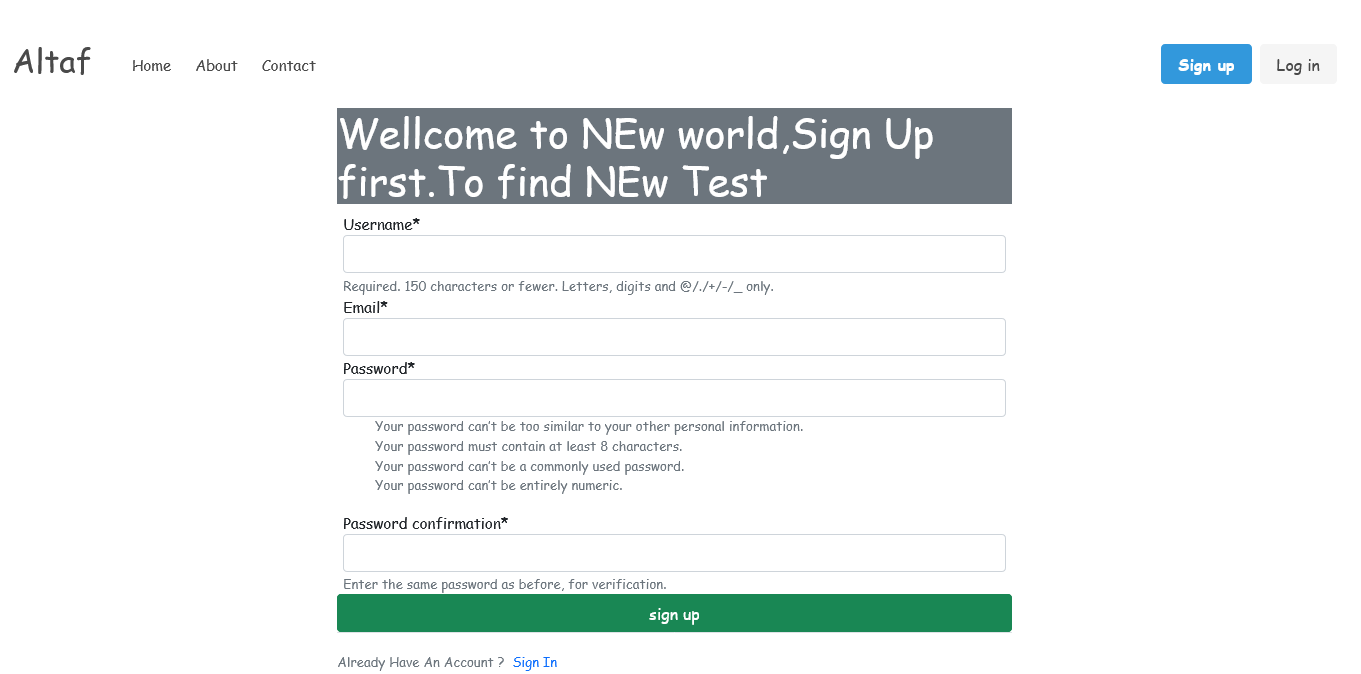 Altaf
Home
About
Contact
Sign up
Log in
Wellcome to NEw world,Sign Up
first.To find NEw Test
Username*
Required. 150 characters or fewer. Letters, digits and @/./+/-/_ only.
Email*
Password*
Your password can't be too similar to your other personal information.
Your password must contain at least 8 characters.
Your password can't be a commonly used password.
Your password can't be entirely numeric.
Password confirmation*
Enter the same password as before, for verification.
sign up
Already Have An Account ? Sign In